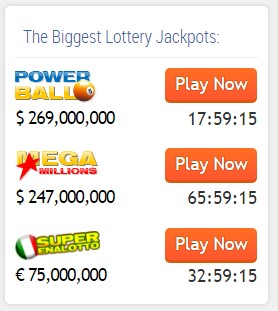 The Biggest Lottery Jackpots:
POWER
BALL
Play Now
$ 269,000,000
17:59:15
MEGA
MILLIONS
Play Now
$ 247,000,000
65:59:15
SUPER
ENALOTTO
Play Now
€ 75,000,000
32:59:15